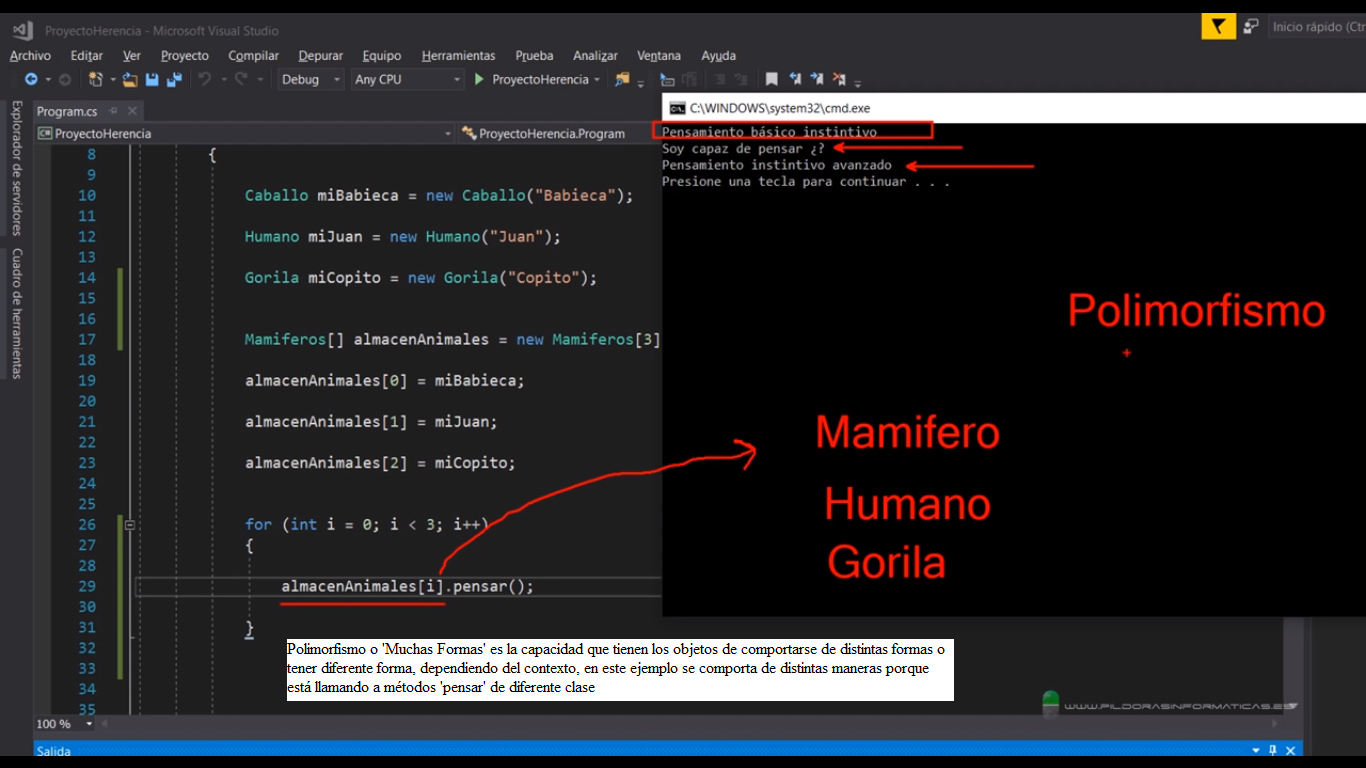 ProyectoHerencia - Microsoft Visual Studio
Inicio rápido (Ctr
Archivo Editar Ver Proyecto Compilar Depurar Equipo Herramientas Prueba Analizar Ventana Ayuda
Debug Any CPU ProyectoHerencia
Explorador de servidores
Cuadro de herramientas
Program.cs
ProyectoHerencia ProyectoHerencia.Program
8 {
9
10 Caballo miBabieca = new Caballo("Babieca");
11
12 Humano miJuan = new Humano("Juan");
13
14 Gorila miCopito = new Gorila("Copito");
15
16
17 Mamiferos[] almacenAnimales = new Mamiferos[3]
18
19 almacenAnimales[0] = miBabieca;
20
21 almacenAnimales[1] = miJuan;
22
23 almacenAnimales[2] = miCopito;
24
25
26 for (int i = 0; i < 3; i++)
27 {
28
29 almacenAnimales[i].pensar();
30
31 }
32
33
34
35
C:\WINDOWS\system32\cmd.exe
Pensamiento básico instintivo
Soy capaz de pensar ¿?
Pensamiento instintivo avanzado
Presione una tecla para continuar . . .
Polimorfismo
Mamifero
Humano
Gorila
Polimorfismo o 'Muchas Formas' es la capacidad que tienen los objetos de comportarse de distintas formas o
tener diferente forma, dependiendo del contexto, en este ejemplo se comporta de distintas maneras porque
está llamando a métodos 'pensar' de diferente clase
WWW.PILDORASINFORMATICAS.ES
100 %
Salida